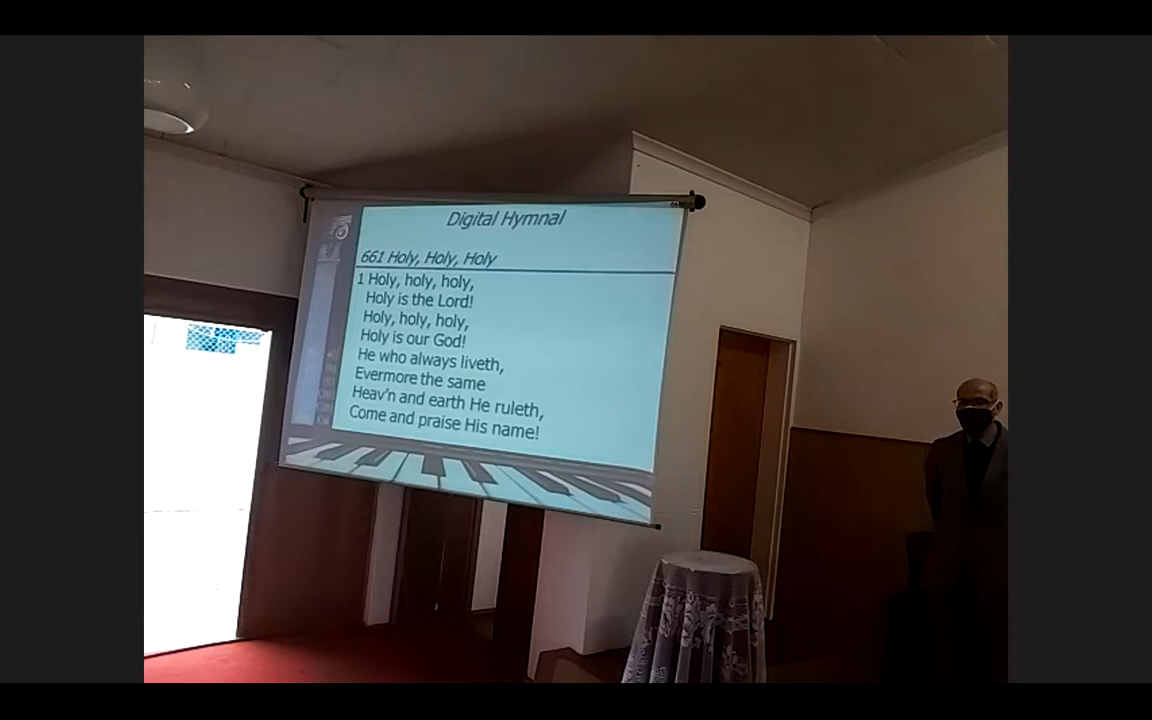 Digital Hymnal
661 Holy, Holy, Holy
1 Holy, holy, holy,
Holy is the Lord!
Holy, holy, holy,
Holy is our God!
He who always liveth,
Evermore the same
Heav'n and earth He ruleth,
Come and praise His name!